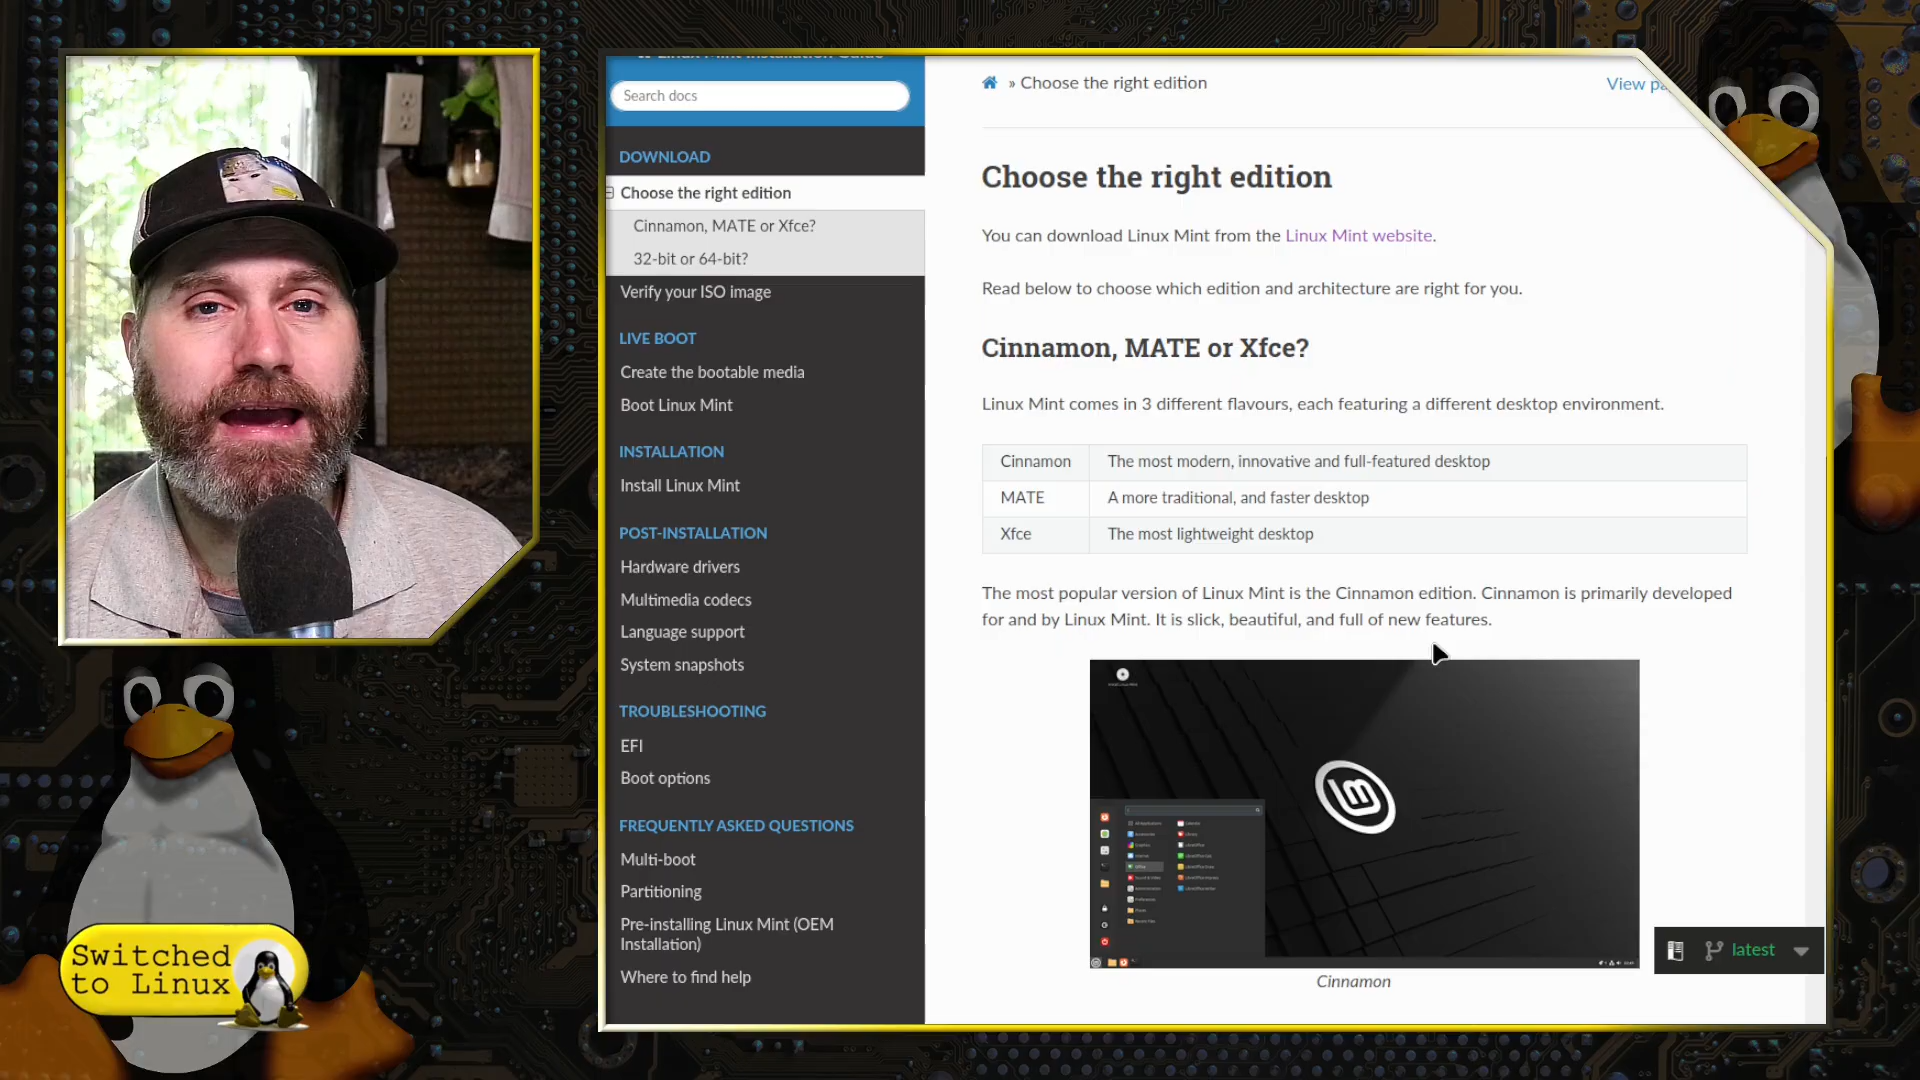 Linux Mint Installation Guide
Search docs
DOWNLOAD
Choose the right edition
Cinnamon, MATE or Xfce?
32-bit or 64-bit?
Verify your ISO image
LIVE BOOT
Create the bootable media
Boot Linux Mint
INSTALLATION
Install Linux Mint
POST-INSTALLATION
Hardware drivers
Multimedia codecs
Language support
System snapshots
TROUBLESHOOTING
EFI
Boot options
FREQUENTLY ASKED QUESTIONS
Multi-boot
Partitioning
Pre-installing Linux Mint (OEM
Installation)
Where to find help
» Choose the right edition
View
Choose the right edition
You can download Linux Mint from the Linux Mint website.
Read below to choose which edition and architecture are right for you.
Cinnamon, MATE or Xfce?
Linux Mint comes in 3 different flavours, each featuring a different desktop environment.
Cinnamon The most modern, innovative and full-featured desktop
MATE A more traditional, and faster desktop
Xfce The most lightweight desktop
The most popular version of Linux Mint is the Cinnamon edition. Cinnamon is primarily developed
for and by Linux Mint. It is slick, beautiful, and full of new features.
Cinnamon
latest
Switched
to Linux